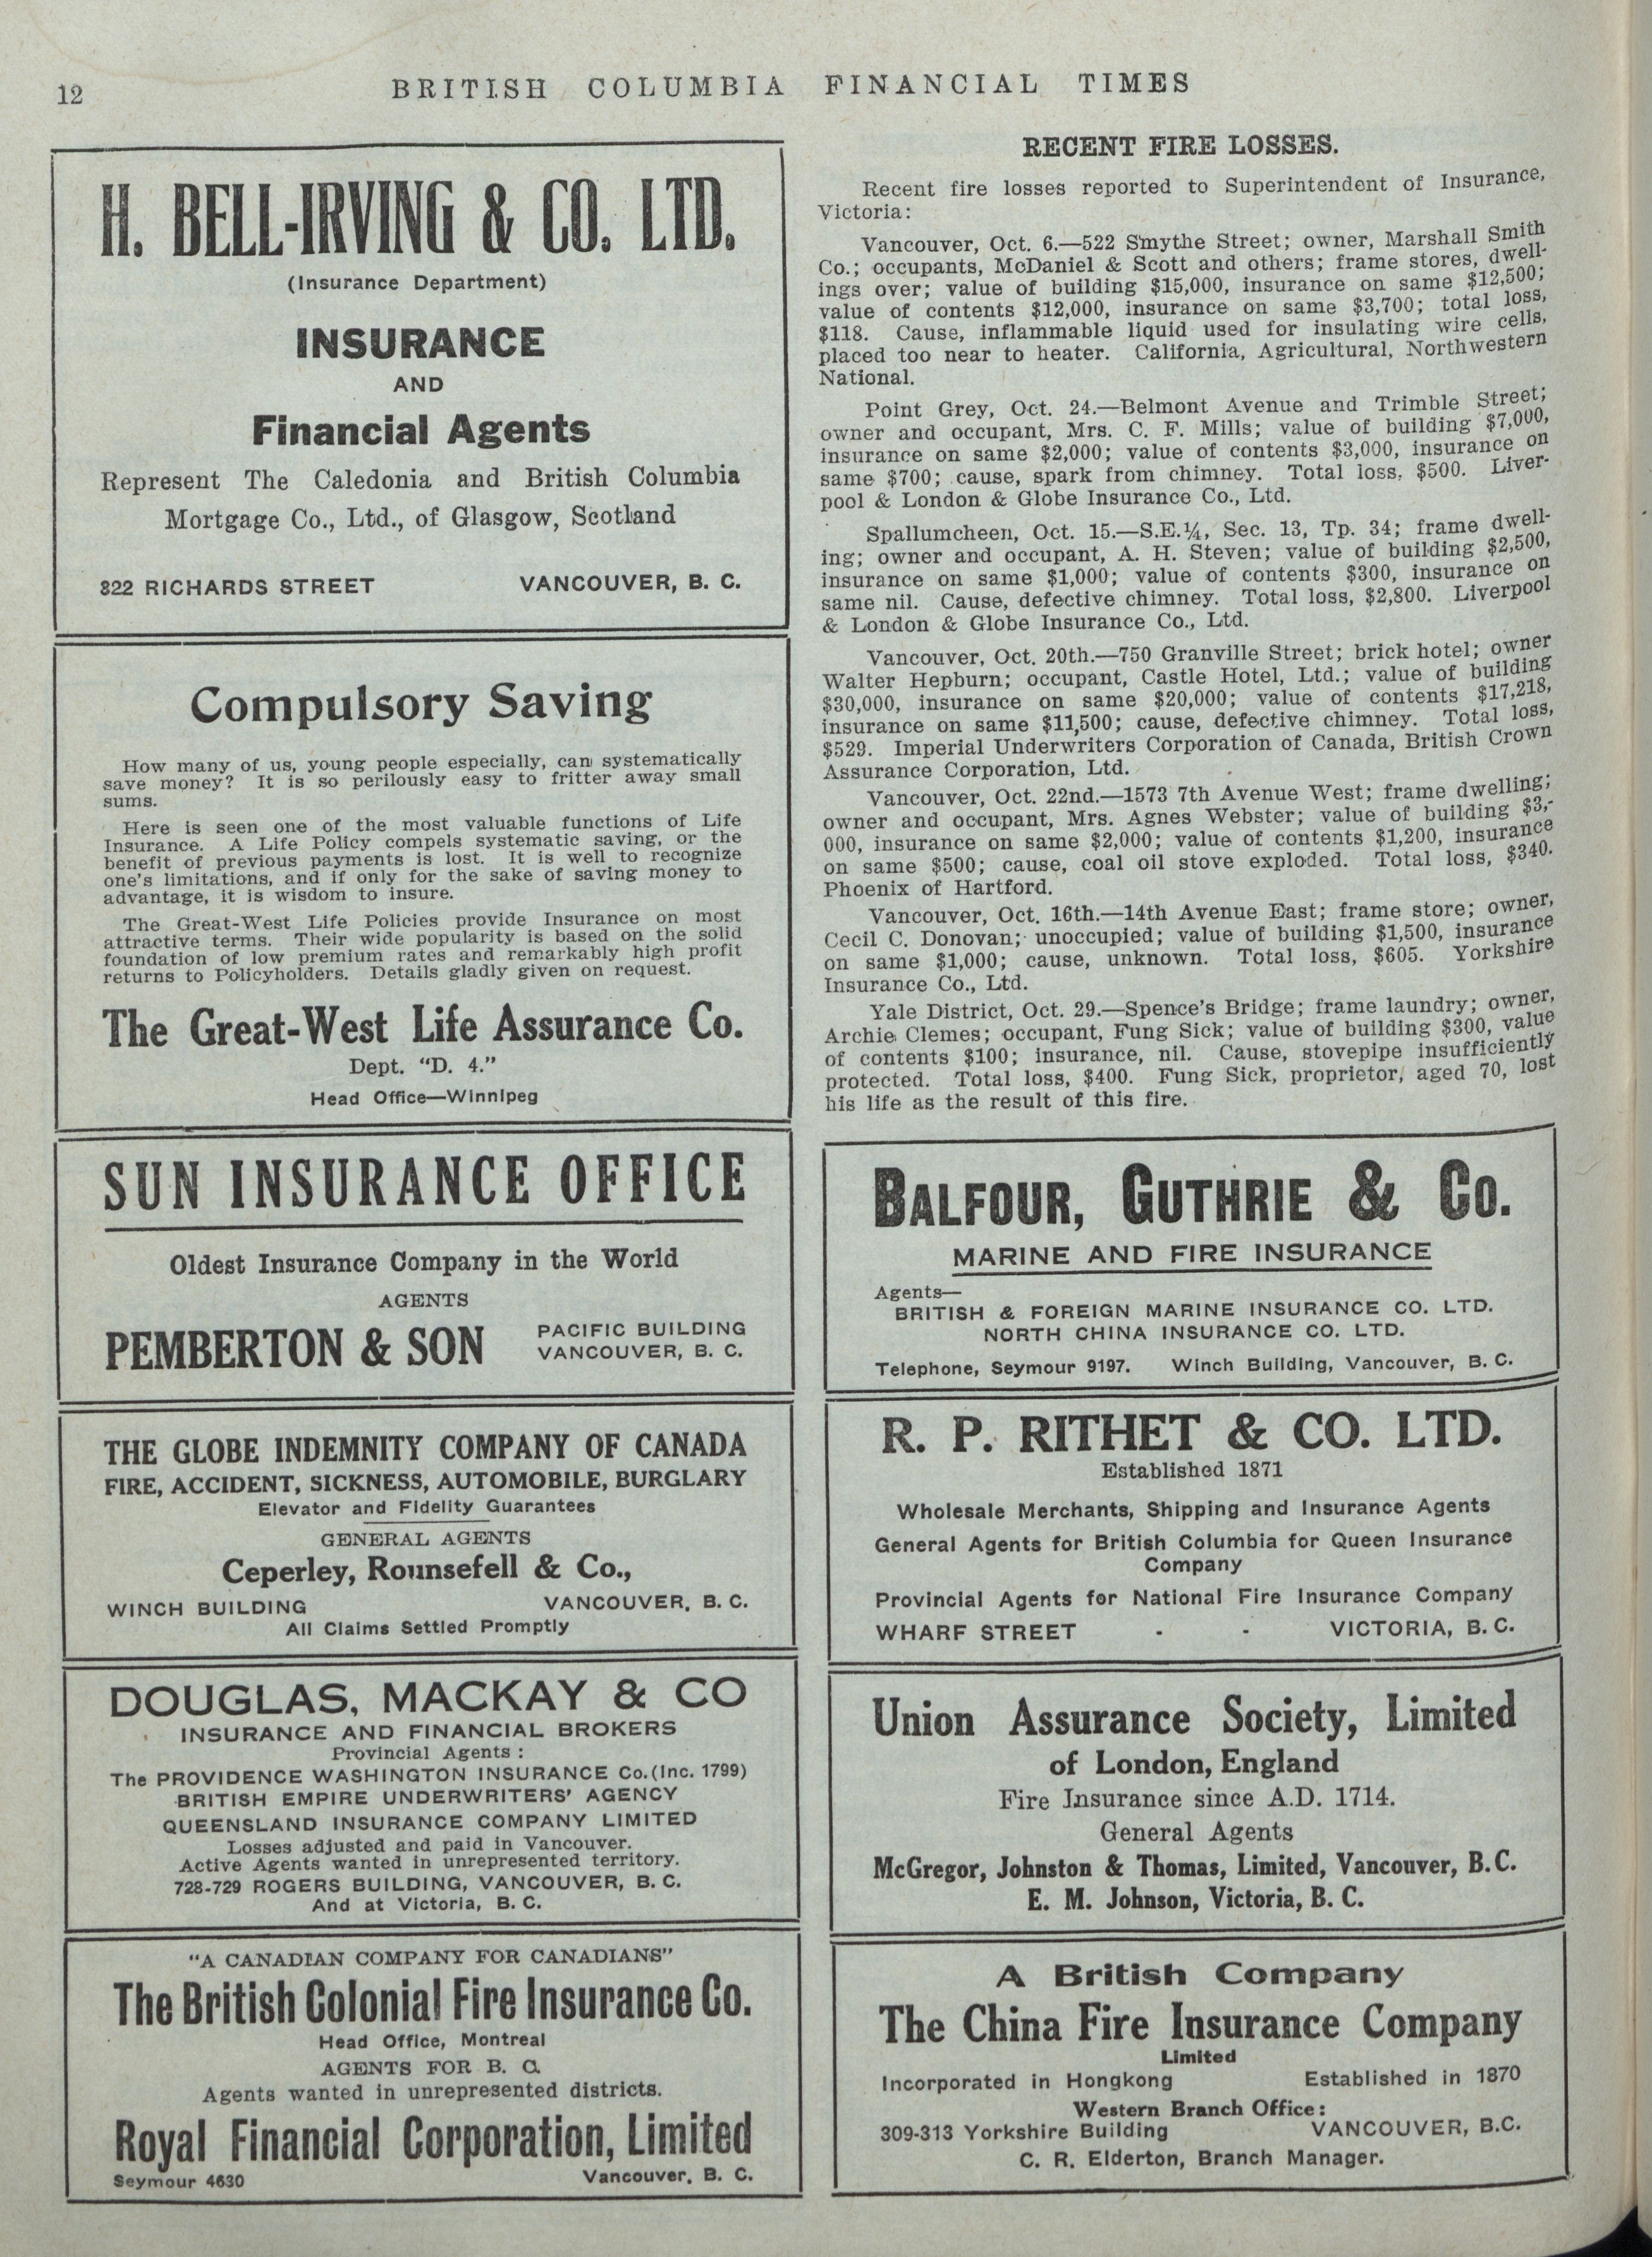 12
BRITISH COLUMBIA FINANCIAL TIMES
H. BELL-IRVING & CO. LTD.
(Insurance Department)
INSURANCE
AND
Financial Agents
Represent The Caledonia and British Columbia
Mortgage Co., Ltd., of Glasgow, Scotland
822 RICHARDS STREET VANCOUVER, B. C.
Compulsory Saving
How many of us, young people especially, can systematically
save money? It is so perilously easy to fritter away small
sums.
Here is seen one of the most valuable functions of Life
Insurance. A Life Policy compels systematic saving, or the
benefit of previous payments is lost. It is well to recognize
one's limitations, and if only for the sake of saving money to
advantage, it is wisdom to insure.
The Great-West Life Policies provide Insurance on most
attractive terms. Their wide popularity is based on the solid
foundation of low premium rates and remarkably high profit
returns to Policyholders. Details gladly given on request.
The Great-West Life Assurance Co.
Dept. "D. 4."
Head Office—Winnipeg
SUN INSURANCE OFFICE
Oldest Insurance Company in the World
AGENTS
PEMBERTON & SON
PACIFIC BUILDING
VANCOUVER, B. C.
THE GLOBE INDEMNITY COMPANY OF CANADA
FIRE, ACCIDENT, SICKNESS, AUTOMOBILE, BURGLARY
Elevator and Fidelity Guarantees
GENERAL AGENTS
Ceperley, Rounsefell & Co.,
WINCH BUILDING VANCOUVER, B. C.
All Claims Settled Promptly
DOUGLAS, MACKAY & CO
INSURANCE AND FINANCIAL BROKERS
Provincial Agents :
The PROVIDENCE WASHINGTON INSURANCE Co. (Inc. 1799)
BRITISH EMPIRE UNDERWRITERS' AGENCY
QUEENSLAND INSURANCE COMPANY LIMITED
Losses adjusted and paid in Vancouver.
Active Agents wanted in unrepresented territory.
728-729 ROGERS BUILDING, VANCOUVER, B. C.
And at Victoria, B. C.
"A CANADIAN COMPANY FOR CANADIANS"
The British Colonial Fire Insurance Co.
Head Office, Montreal
AGENTS FOR B. C.
Agents wanted in unrepresented districts.
Royal Financial Corporation, Limited
Seymour 4630 Vancouver, B. C.
RECENT FIRE LOSSES.
Recent fire losses reported to Superintendent of Insurance,
Victoria:
Vancouver, Oct. 6.—522 Smythe Street; owner, Marshall Smith
Co.; occupants, McDaniel & Scott and others; frame stores, dwell-
ings over; value of building $15,000, insurance on same $12,500;
value of contents $12,000, insurance on same $3,700; total loss,
$118. Cause, inflammable liquid used for insulating wire cells,
placed too near to heater. California, Agricultural, Northwestern
National.
Point Grey, Oct. 24.—Belmont Avenue and Trimble Street;
owner and occupant, Mrs. C. F. Mills; value of building $7,000,
insurance on same $2,000; value of contents $3,000, insurance on
same $700; cause, spark from chimney. Total loss, $500. Liver-
pool & London & Globe Insurance Co., Ltd.
Spallumcheen, Oct. 15.—S.E.¼, Sec. 13, Tp. 34; frame dwell-
ing; owner and occupant, A. H. Steven; value of building $2,500,
insurance on same $1,000; value of contents $300, insurance on
same nil. Cause, defective chimney. Total loss, $2,800. Liverpool
& London & Globe Insurance Co., Ltd.
Vancouver, Oct. 20th.—750 Granville Street; brick hotel; owner
Walter Hepburn; occupant, Castle Hotel, Ltd.; value of building
$30,000, insurance on same $20,000; value of contents $17,218,
insurance on same $11,500; cause, defective chimney. Total loss,
$529. Imperial Underwriters Corporation of Canada, British Crown
Assurance Corporation, Ltd.
Vancouver, Oct. 22nd.—1573 7th Avenue West; frame dwelling;
owner and occupant, Mrs. Agnes Webster; value of building $3,-
000, insurance on same $2,000; value of contents $1,200, insurance
on same $500; cause, coal oil stove exploded. Total loss, $340.
Phoenix of Hartford.
Vancouver, Oct. 16th.—14th Avenue East; frame store; owner,
Cecil C. Donovan; unoccupied; value of building $1,500, insurance
on same $1,000; cause, unknown. Total loss, $605. Yorkshire
Insurance Co., Ltd.
Yale District, Oct. 29.—Spence's Bridge; frame laundry; owner,
Archie Clemes; occupant, Fung Sick; value of building $300, value
of contents $100; insurance, nil. Cause, stovepipe insufficiently
protected. Total loss, $400. Fung Sick, proprietor, aged 70, lost
his life as the result of this fire.
BALFOUR, GUTHRIE & CO.
MARINE AND FIRE INSURANCE
Agents—
BRITISH & FOREIGN MARINE INSURANCE CO. LTD.
NORTH CHINA INSURANCE CO. LTD.
Telephone, Seymour 9197. Winch Building, Vancouver, B. C.
R. P. RITHET & CO. LTD.
Established 1871
Wholesale Merchants, Shipping and Insurance Agents
General Agents for British Columbia for Queen Insurance
Company
Provincial Agents for National Fire Insurance Company
WHARF STREET - - VICTORIA, B. C.
Union Assurance Society, Limited
of London, England
Fire Insurance since A.D. 1714.
General Agents
McGregor, Johnston & Thomas, Limited, Vancouver, B.C.
E. M. Johnson, Victoria, B. C.
A British Company
The China Fire Insurance Company
Limited
Incorporated in Hongkong Established in 1870
Western Branch Office:
309-313 Yorkshire Building VANCOUVER, B.C.
C. R. Elderton, Branch Manager.